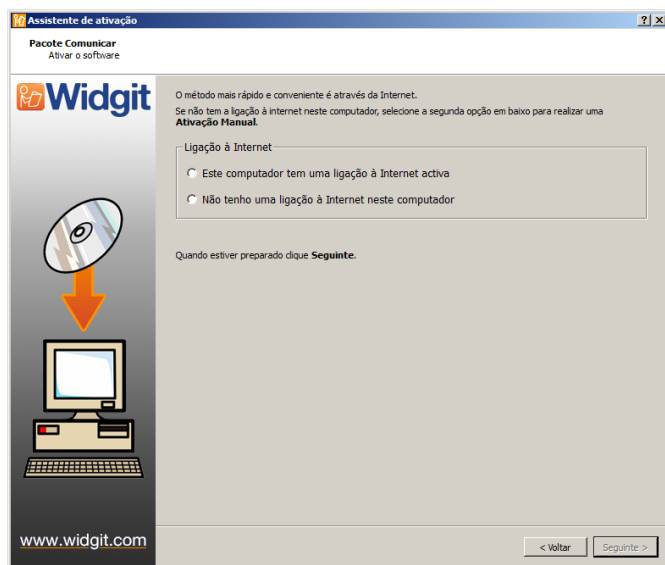 Assistente de ativação
Pacote Comunicar
Ativar o software
Widgit
O método mais rápido e conveniente é através da Internet.
Se não tem a ligação à internet neste computador, selecione a segunda opção em baixo para realizar uma
Ativação Manual.
Ligação à Internet
Este computador tem uma ligação à Internet activa
Não tenho uma ligação à Internet neste computador
Quando estiver preparado clique Seguinte.
www.widgit.com
< Voltar
Seguinte >